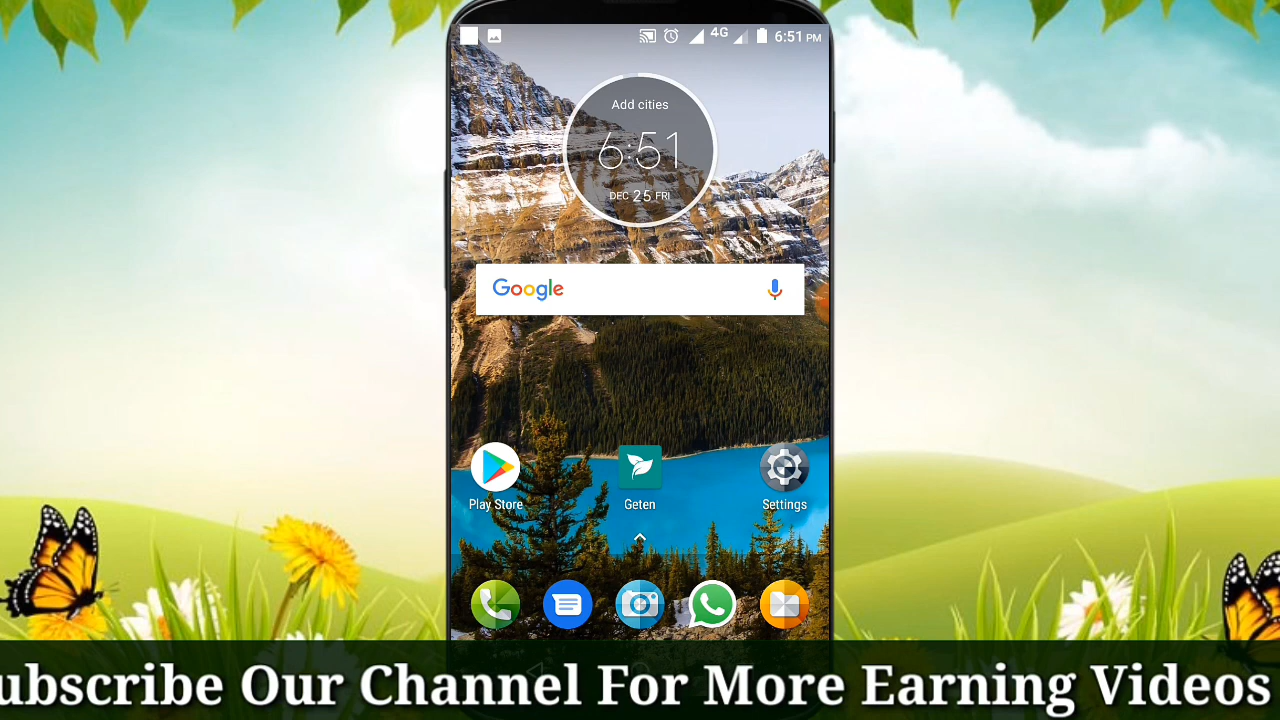 4G 6:51 PM
Add cities
6:51
DEC 25 FRI
Google
Play Store
Geten
Settings
ubscribe Our Channel For More Earning Videos